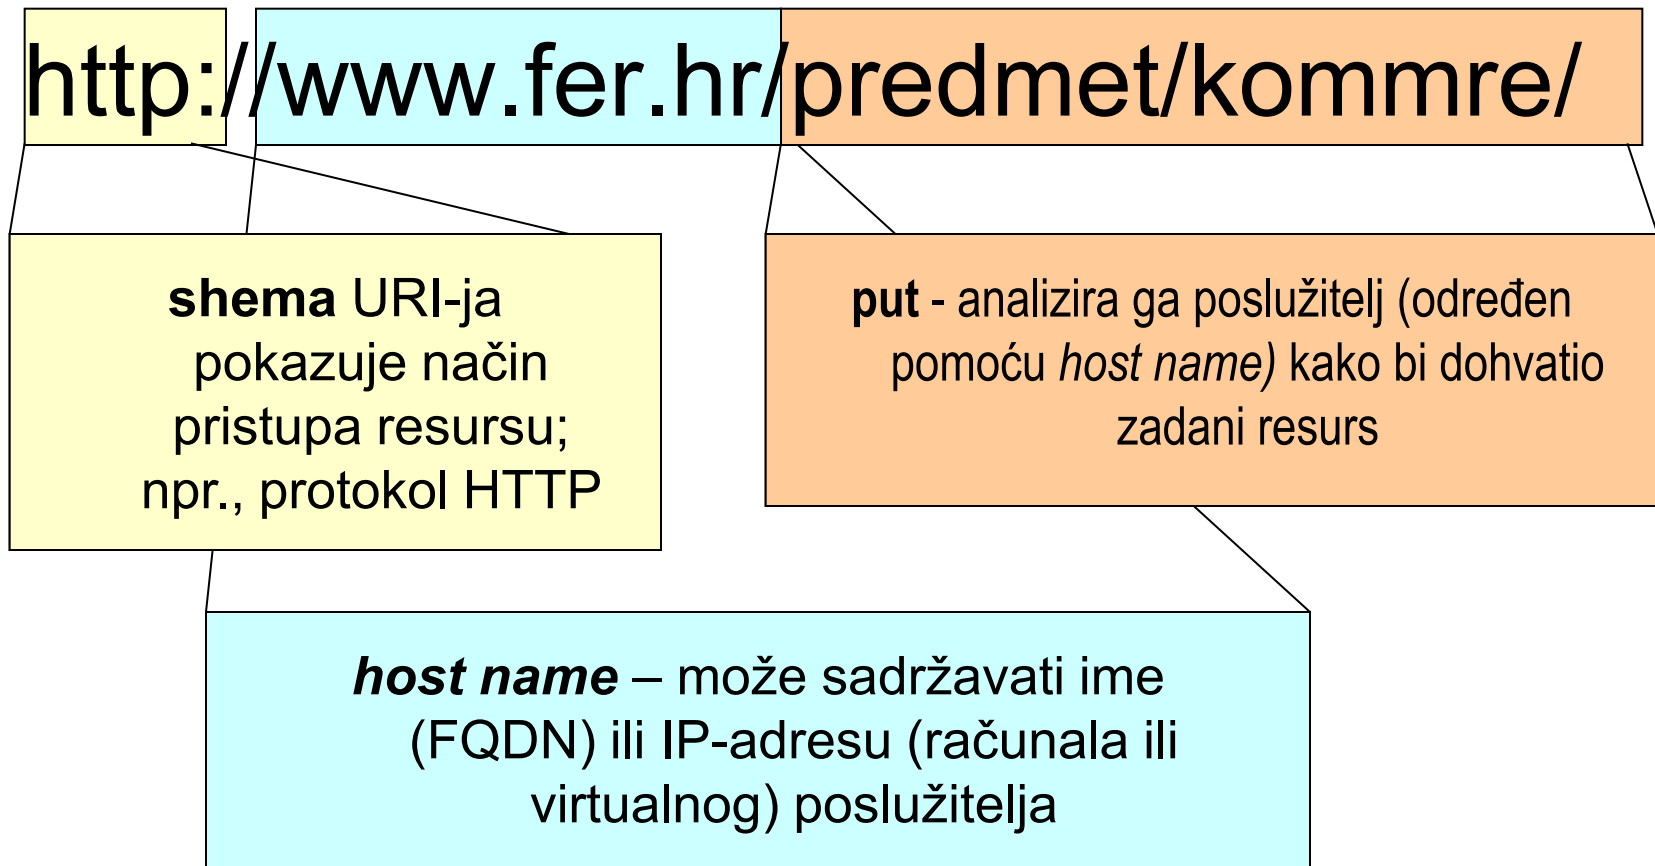 http://www.fer.hr/predmet/kommre/
shema URI-ja
pokazuje način
pristupa resursu;
npr., protokol HTTP
put - analizira ga poslužitelj (određen
pomoću host name) kako bi dohvatio
zadani resurs
host name – može sadržavati ime
(FQDN) ili IP-adresu (računala ili
virtualnog) poslužitelja